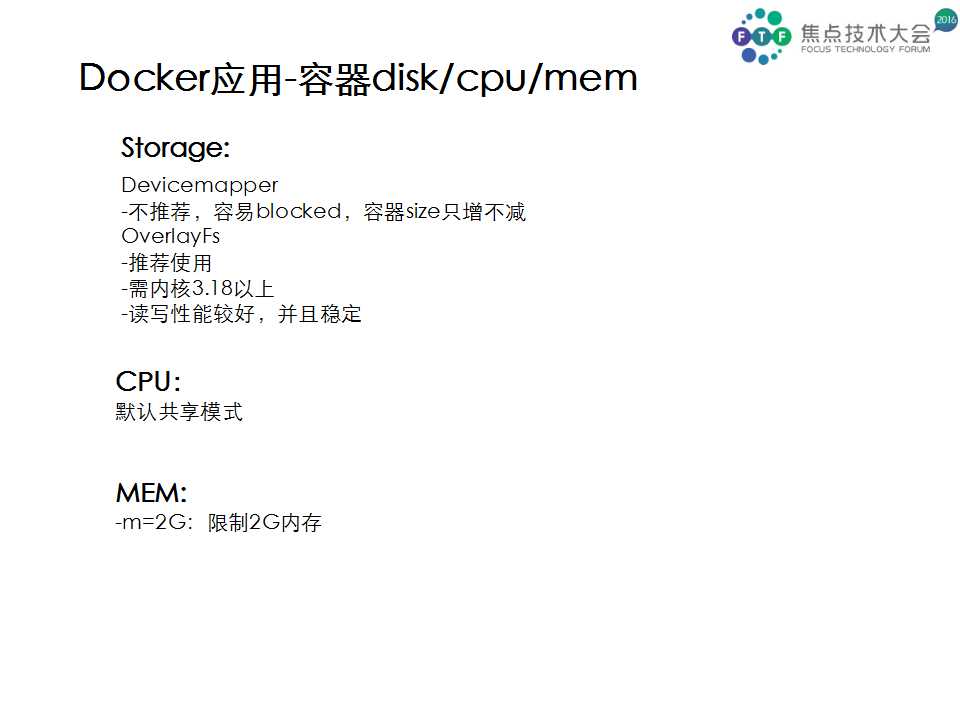 FTF
焦点技术大会
FOCUS TECHNOLOGY FORUM
2016
Docker应用-容器disk/cpu/mem
Storage:
Devicemapper
-不推荐，容易blocked，容器size只增不减
OverlayFs
-推荐使用
-需内核3.18以上
-读写性能较好，并且稳定
CPU:
默认共享模式
MEM:
-m=2G：限制2G内存